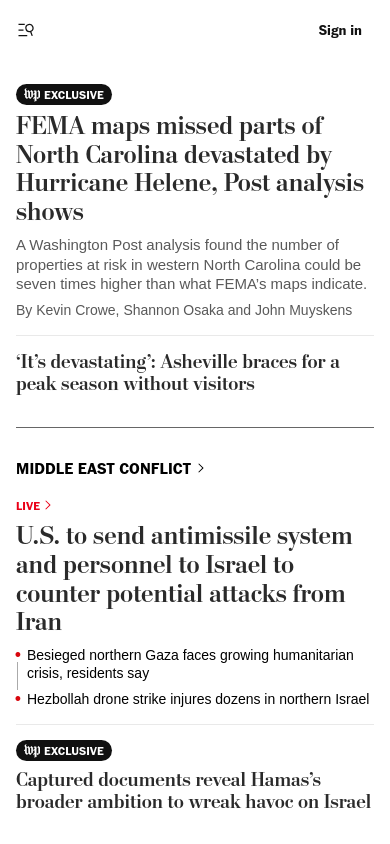 Sign in
wp EXCLUSIVE
FEMA maps missed parts of
North Carolina devastated by
Hurricane Helene, Post analysis
shows
A Washington Post analysis found the number of
properties at risk in western North Carolina could be
seven times higher than what FEMA’s maps indicate.
By Kevin Crowe, Shannon Osaka and John Muyskens
‘It’s devastating’: Asheville braces for a
peak season without visitors
MIDDLE EAST CONFLICT
LIVE
U.S. to send antimissile system
and personnel to Israel to
counter potential attacks from
Iran
Besieged northern Gaza faces growing humanitarian
crisis, residents say
Hezbollah drone strike injures dozens in northern Israel
wp EXCLUSIVE
Captured documents reveal Hamas’s
broader ambition to wreak havoc on Israel